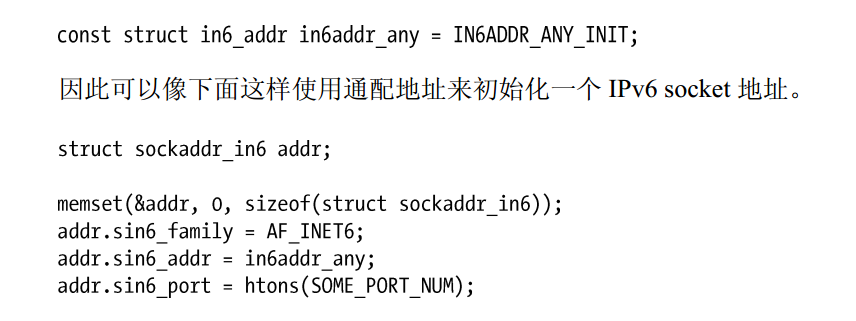 const struct in6_addr in6addr_any = IN6ADDR_ANY_INIT;
因此可以像下面这样使用通配地址来初始化一个 IPv6 socket 地址。
struct sockaddr_in6 addr;
memset(&addr, 0, sizeof(struct sockaddr_in6));
addr.sin6_family = AF_INET6;
addr.sin6_addr = in6addr_any;
addr.sin6_port = htons(SOME_PORT_NUM);